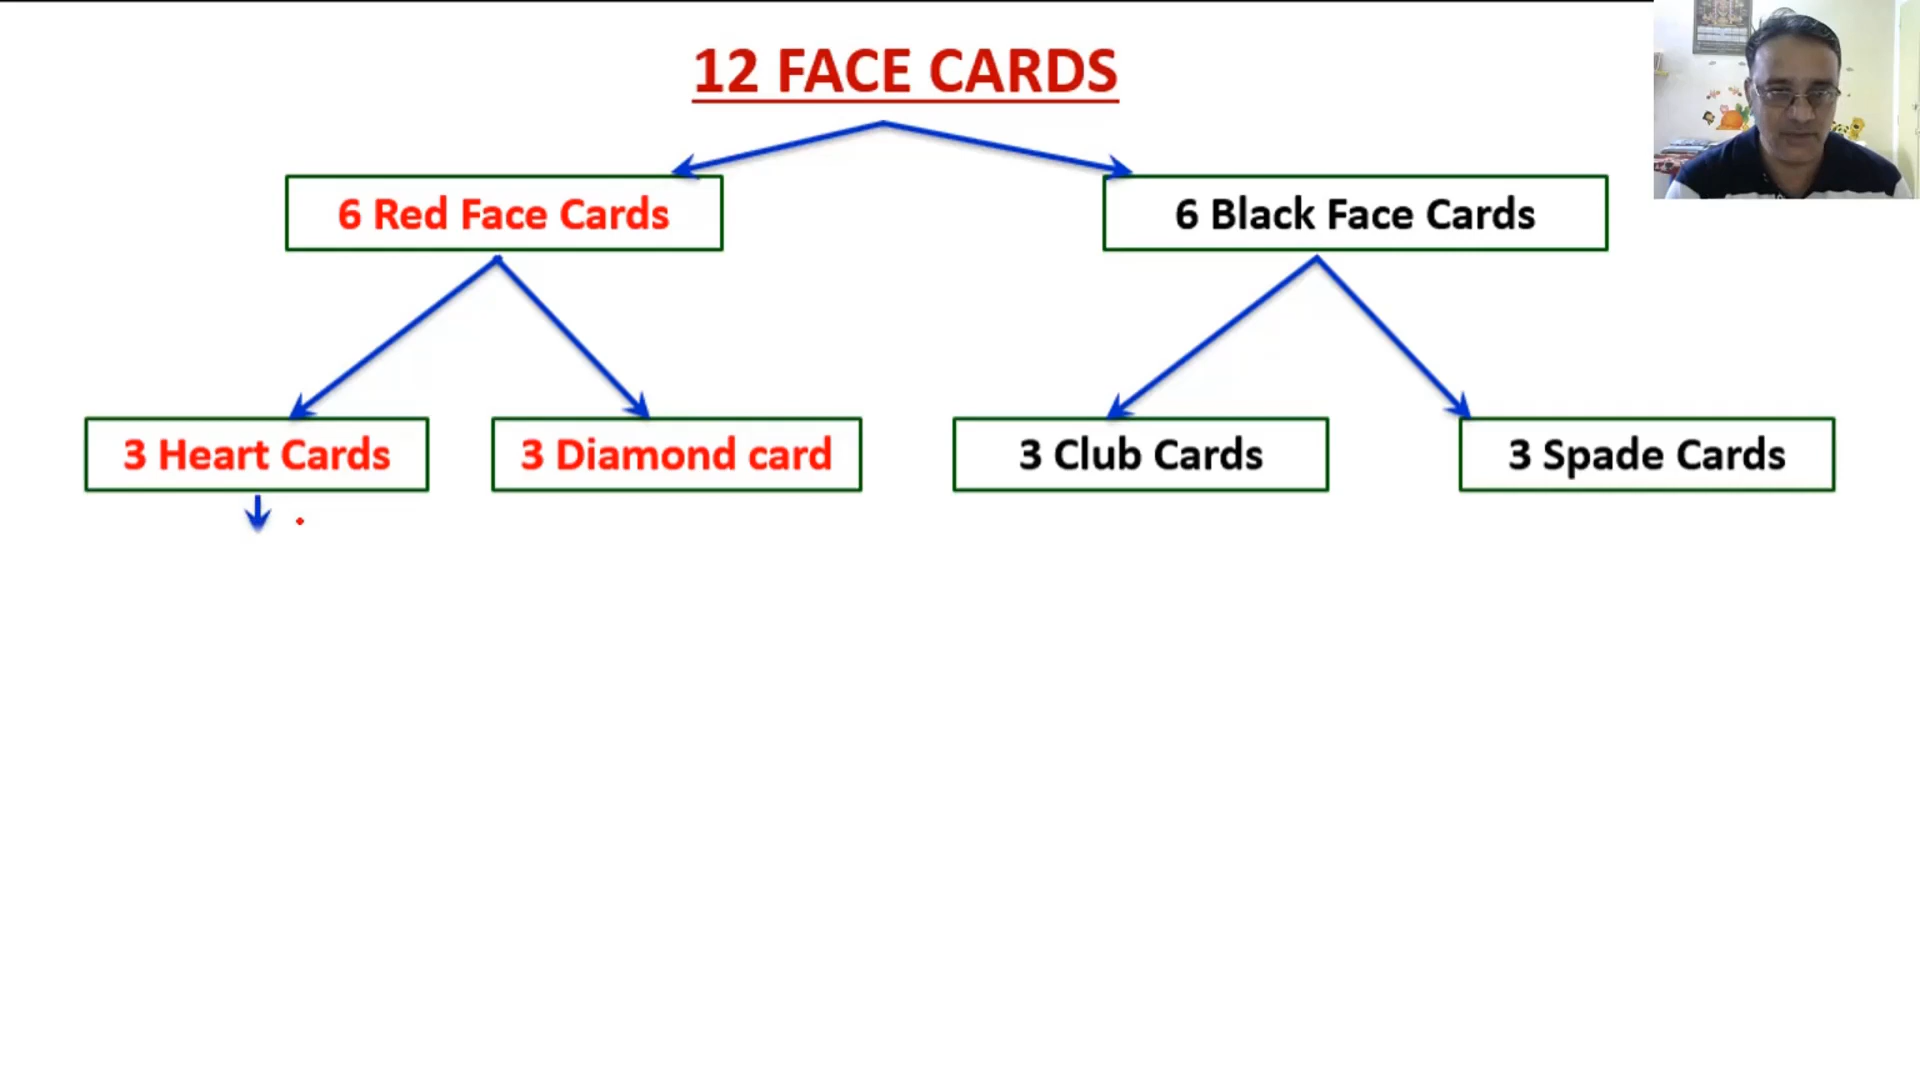 12 FACE CARDS
6 Red Face Cards
6 Black Face Cards
3 Heart Cards
3 Diamond card
3 Club Cards
3 Spade Cards